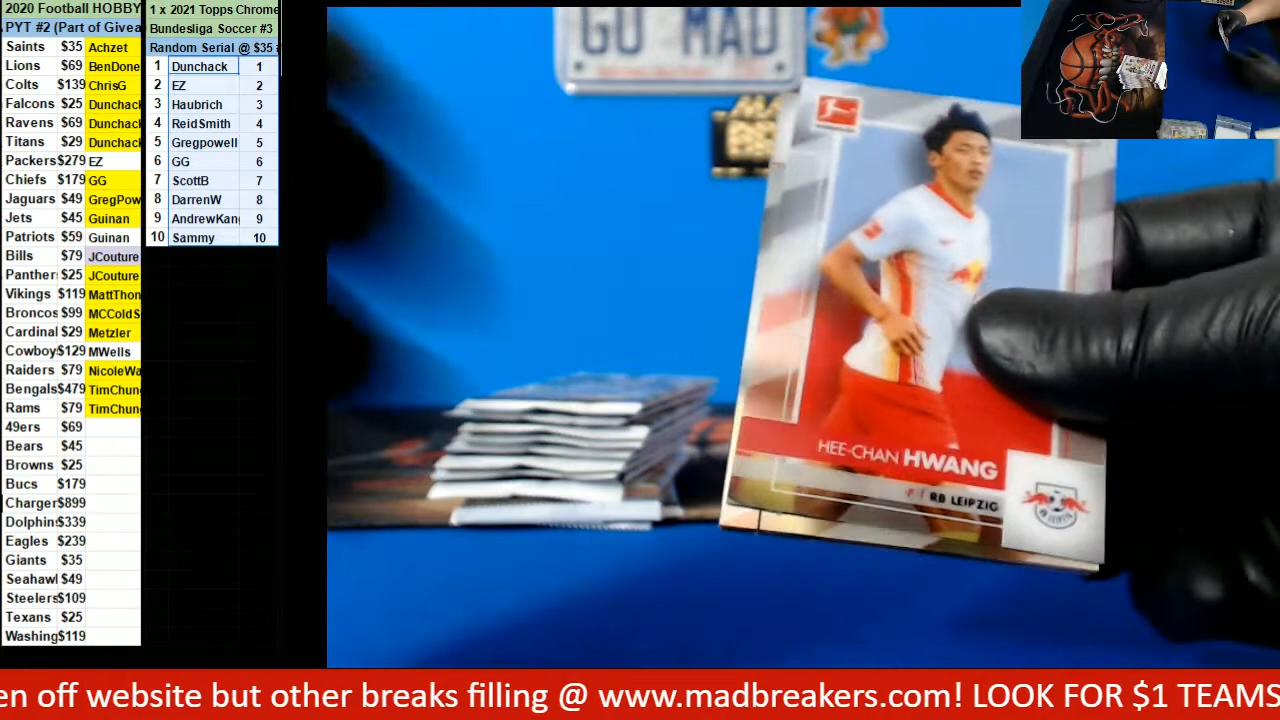 2020 Football HOBBY
PYT #2 (Part of Givea
Saints $35 Achzet
Lions $69 BenDone
Colts $139 ChrisG
Falcons $25 Dunchack
Ravens $69 Dunchack
Titans $29 Dunchack
Packers $279 EZ
Chiefs $179 GG
Jaguars $49 GregPow
Jets $45 Guinan
Patriots $59 Guinan
Bills $79 JCouture
Panther $25 JCouture
Vikings $119 MattThon
Broncos $99 MCColdS
Cardinal $29 Metzler
Cowboy $129 MWells
Raiders $79 NicoleWa
Bengals $479 TimChung
Rams $79 TimChung
49ers $69
Bears $45
Browns $25
Bucs $179
Charger $899
Dolphins $339
Eagles $239
Giants $35
Seahawl $49
Steelers $109
Texans $25
Washing $119
1 x 2021 Topps Chrome
Bundesliga Soccer #3
Random Serial @ $35
1 Dunchack 1
2 EZ 2
3 Haubrich 3
4 ReidSmith 4
5 Gregpowell 5
6 GG 6
7 ScottB 7
8 DarrenW 8
9 AndrewKang 9
10 Sammy 10
GO MAD
HEE-CHAN HWANG
F / RB LEIPZIG
RB LEIPZIG
en off website but other breaks filling @ www.madbreakers.com! LOOK FOR $1 TEAMS